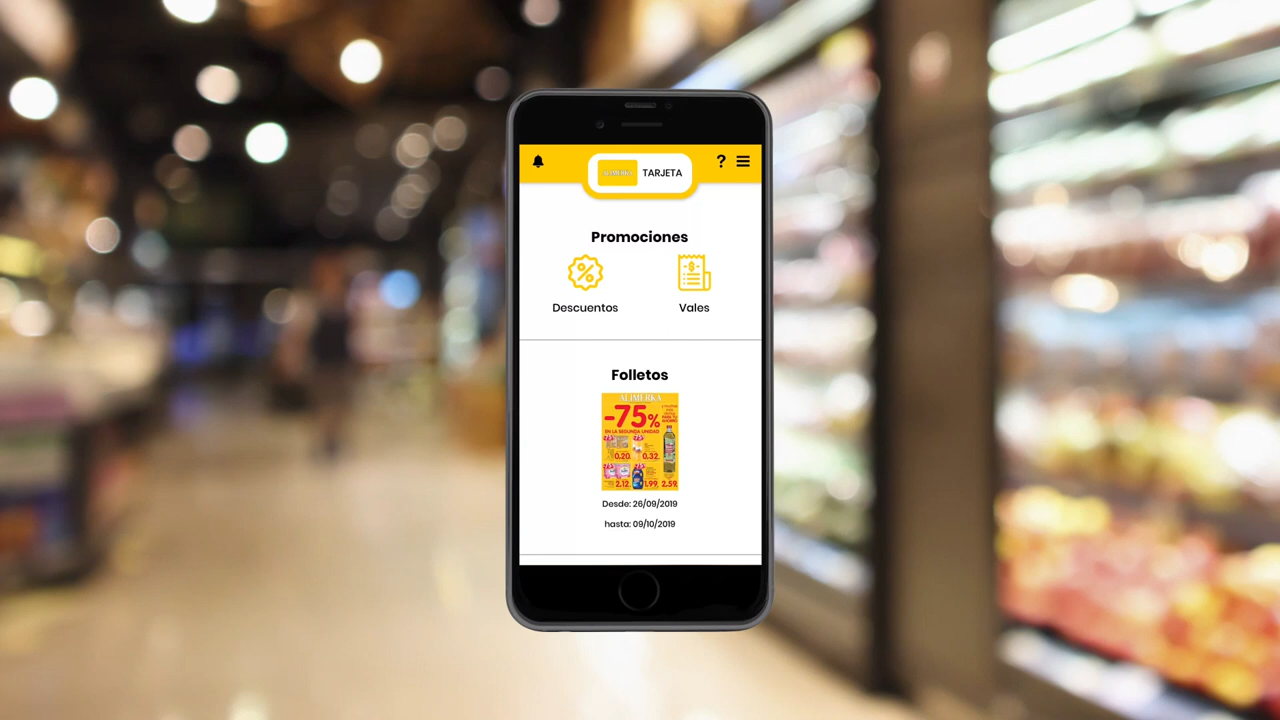 ALIMERKA TARJETA
?
Promociones
Descuentos
Vales
Folletos
ALIMERKA
-75%
EN LA SEGUNDA UNIDAD
0.20
0.32
2.12
1.99
2.59
Desde: 26/09/2019
hasta: 09/10/2019